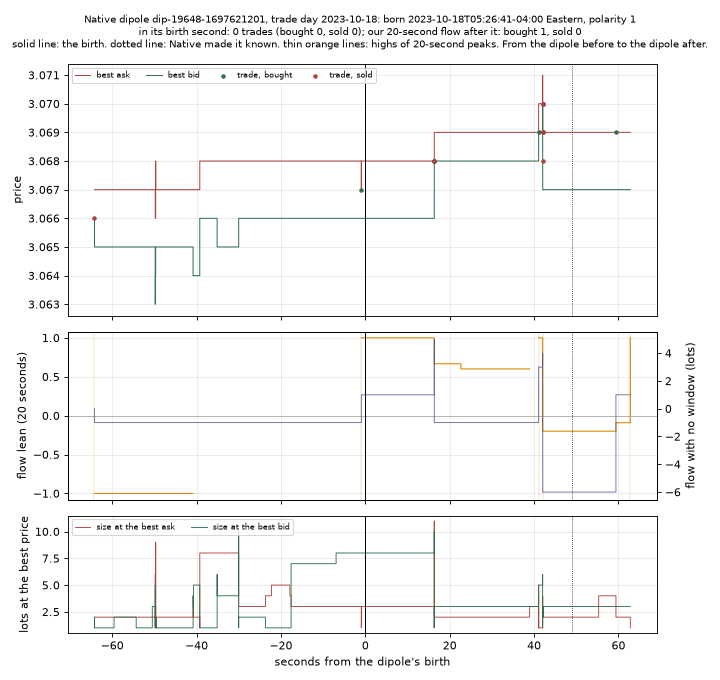 Native dipole dip-19648-1697621201, trade day 2023-10-18: born 2023-10-18T05:26:41-04:00 Eastern, polarity 1
in its birth second: 0 trades (bought 0, sold 0); our 20-second flow after it: bought 1, sold 0
solid line: the birth. dotted line: Native made it known. thin orange lines: highs of 20-second peaks. From the dipole before to the dipole after.
best ask best bid trade, bought trade, sold
3.071
3.070
3.069
3.068
3.067
3.066
3.065
3.064
3.063
price
1.0
0.5
0.0
−0.5
−1.0
flow lean (20 seconds)
4
2
0
−2
−4
−6
flow with no window (lots)
size at the best ask size at the best bid
10.0
7.5
5.0
2.5
lots at the best price
−60 −40 −20 0 20 40 60
seconds from the dipole's birth